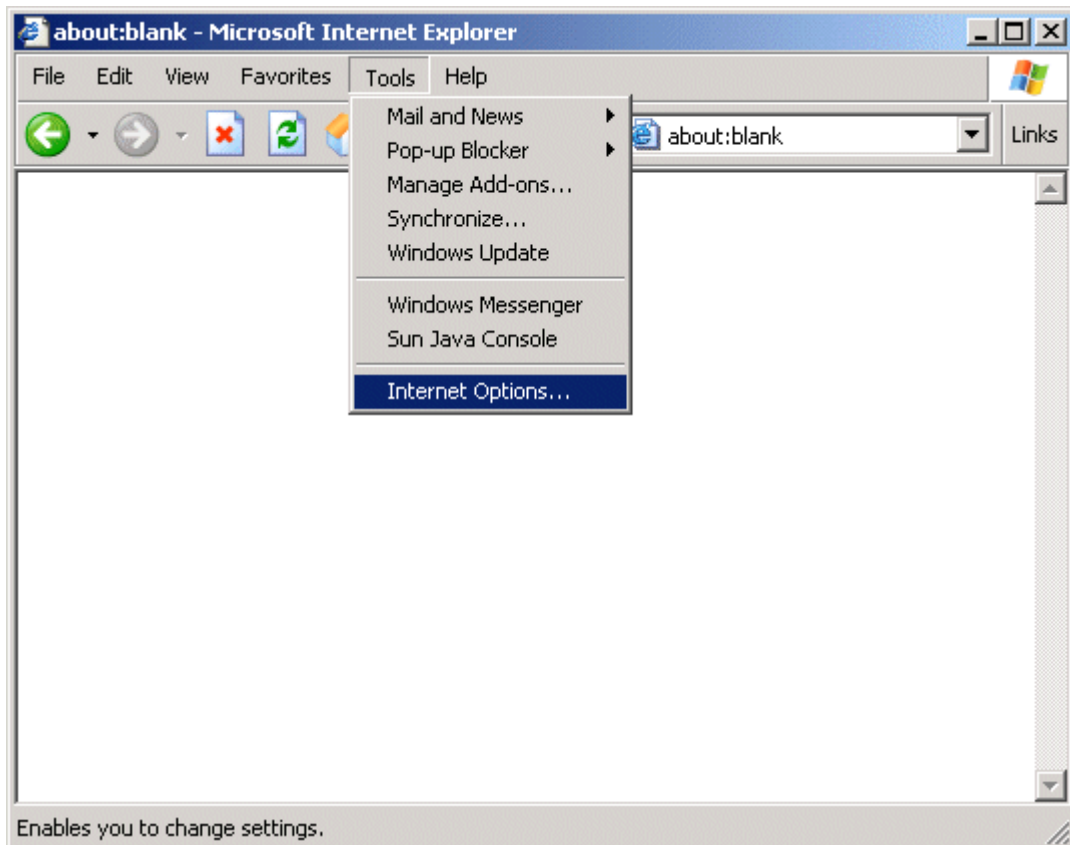 about:blank - Microsoft Internet Explorer
File Edit View Favorites Tools Help
about:blank Links
Mail and News
Pop-up Blocker
Manage Add-ons...
Synchronize...
Windows Update
Windows Messenger
Sun Java Console
Internet Options...
Enables you to change settings.